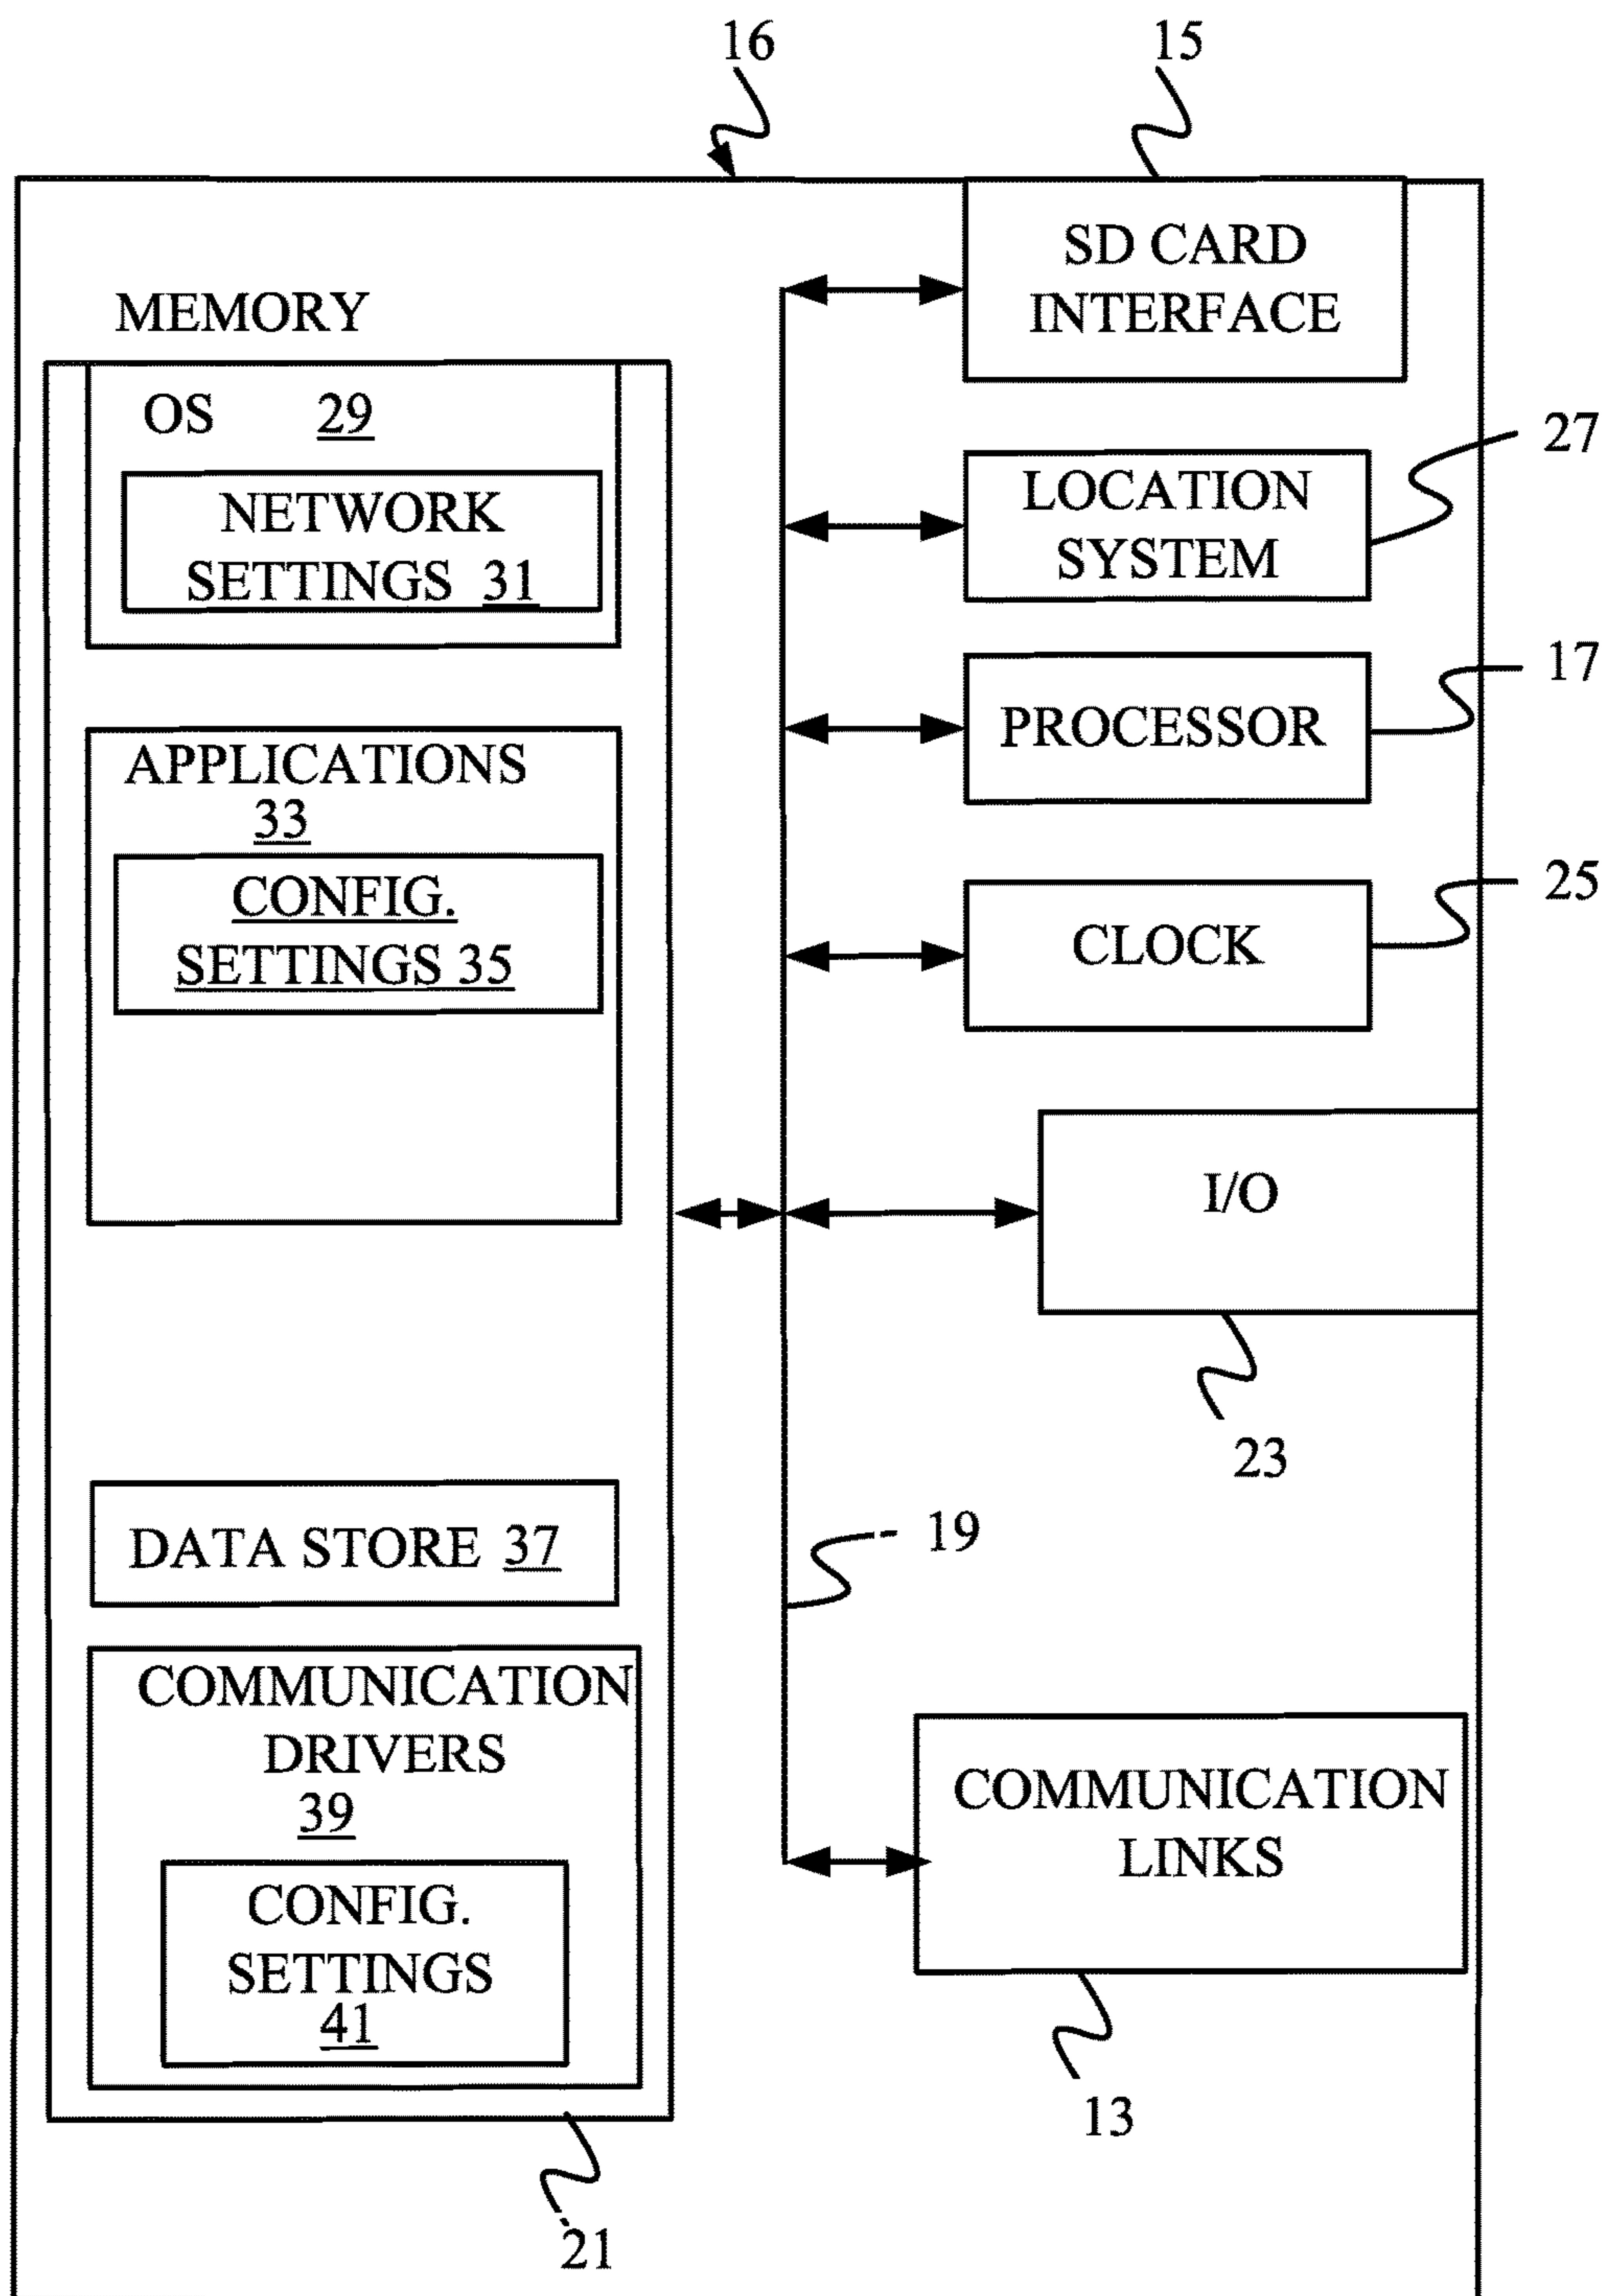 16
15
SD CARD
INTERFACE
MEMORY
OS 29
NETWORK
SETTINGS 31
27
LOCATION
SYSTEM
17
PROCESSOR
APPLICATIONS
33
CONFIG.
SETTINGS 35
25
CLOCK
I/O
23
19
DATA STORE 37
COMMUNICATION
DRIVERS
39
CONFIG.
SETTINGS
41
COMMUNICATION
LINKS
13
21